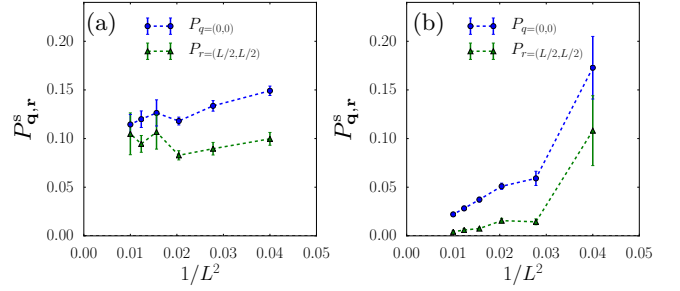 (a)
P_{q=(0,0)}
P_{r=(L/2,L/2)}
0.20
0.15
0.10
0.05
0.00
P^s_{q,r}
0.00 0.01 0.02 0.03 0.04 0.05
1/L^2
(b)
P_{q=(0,0)}
P_{r=(L/2,L/2)}
0.20
0.15
0.10
0.05
0.00
P^s_{q,r}
0.00 0.01 0.02 0.03 0.04 0.05
1/L^2